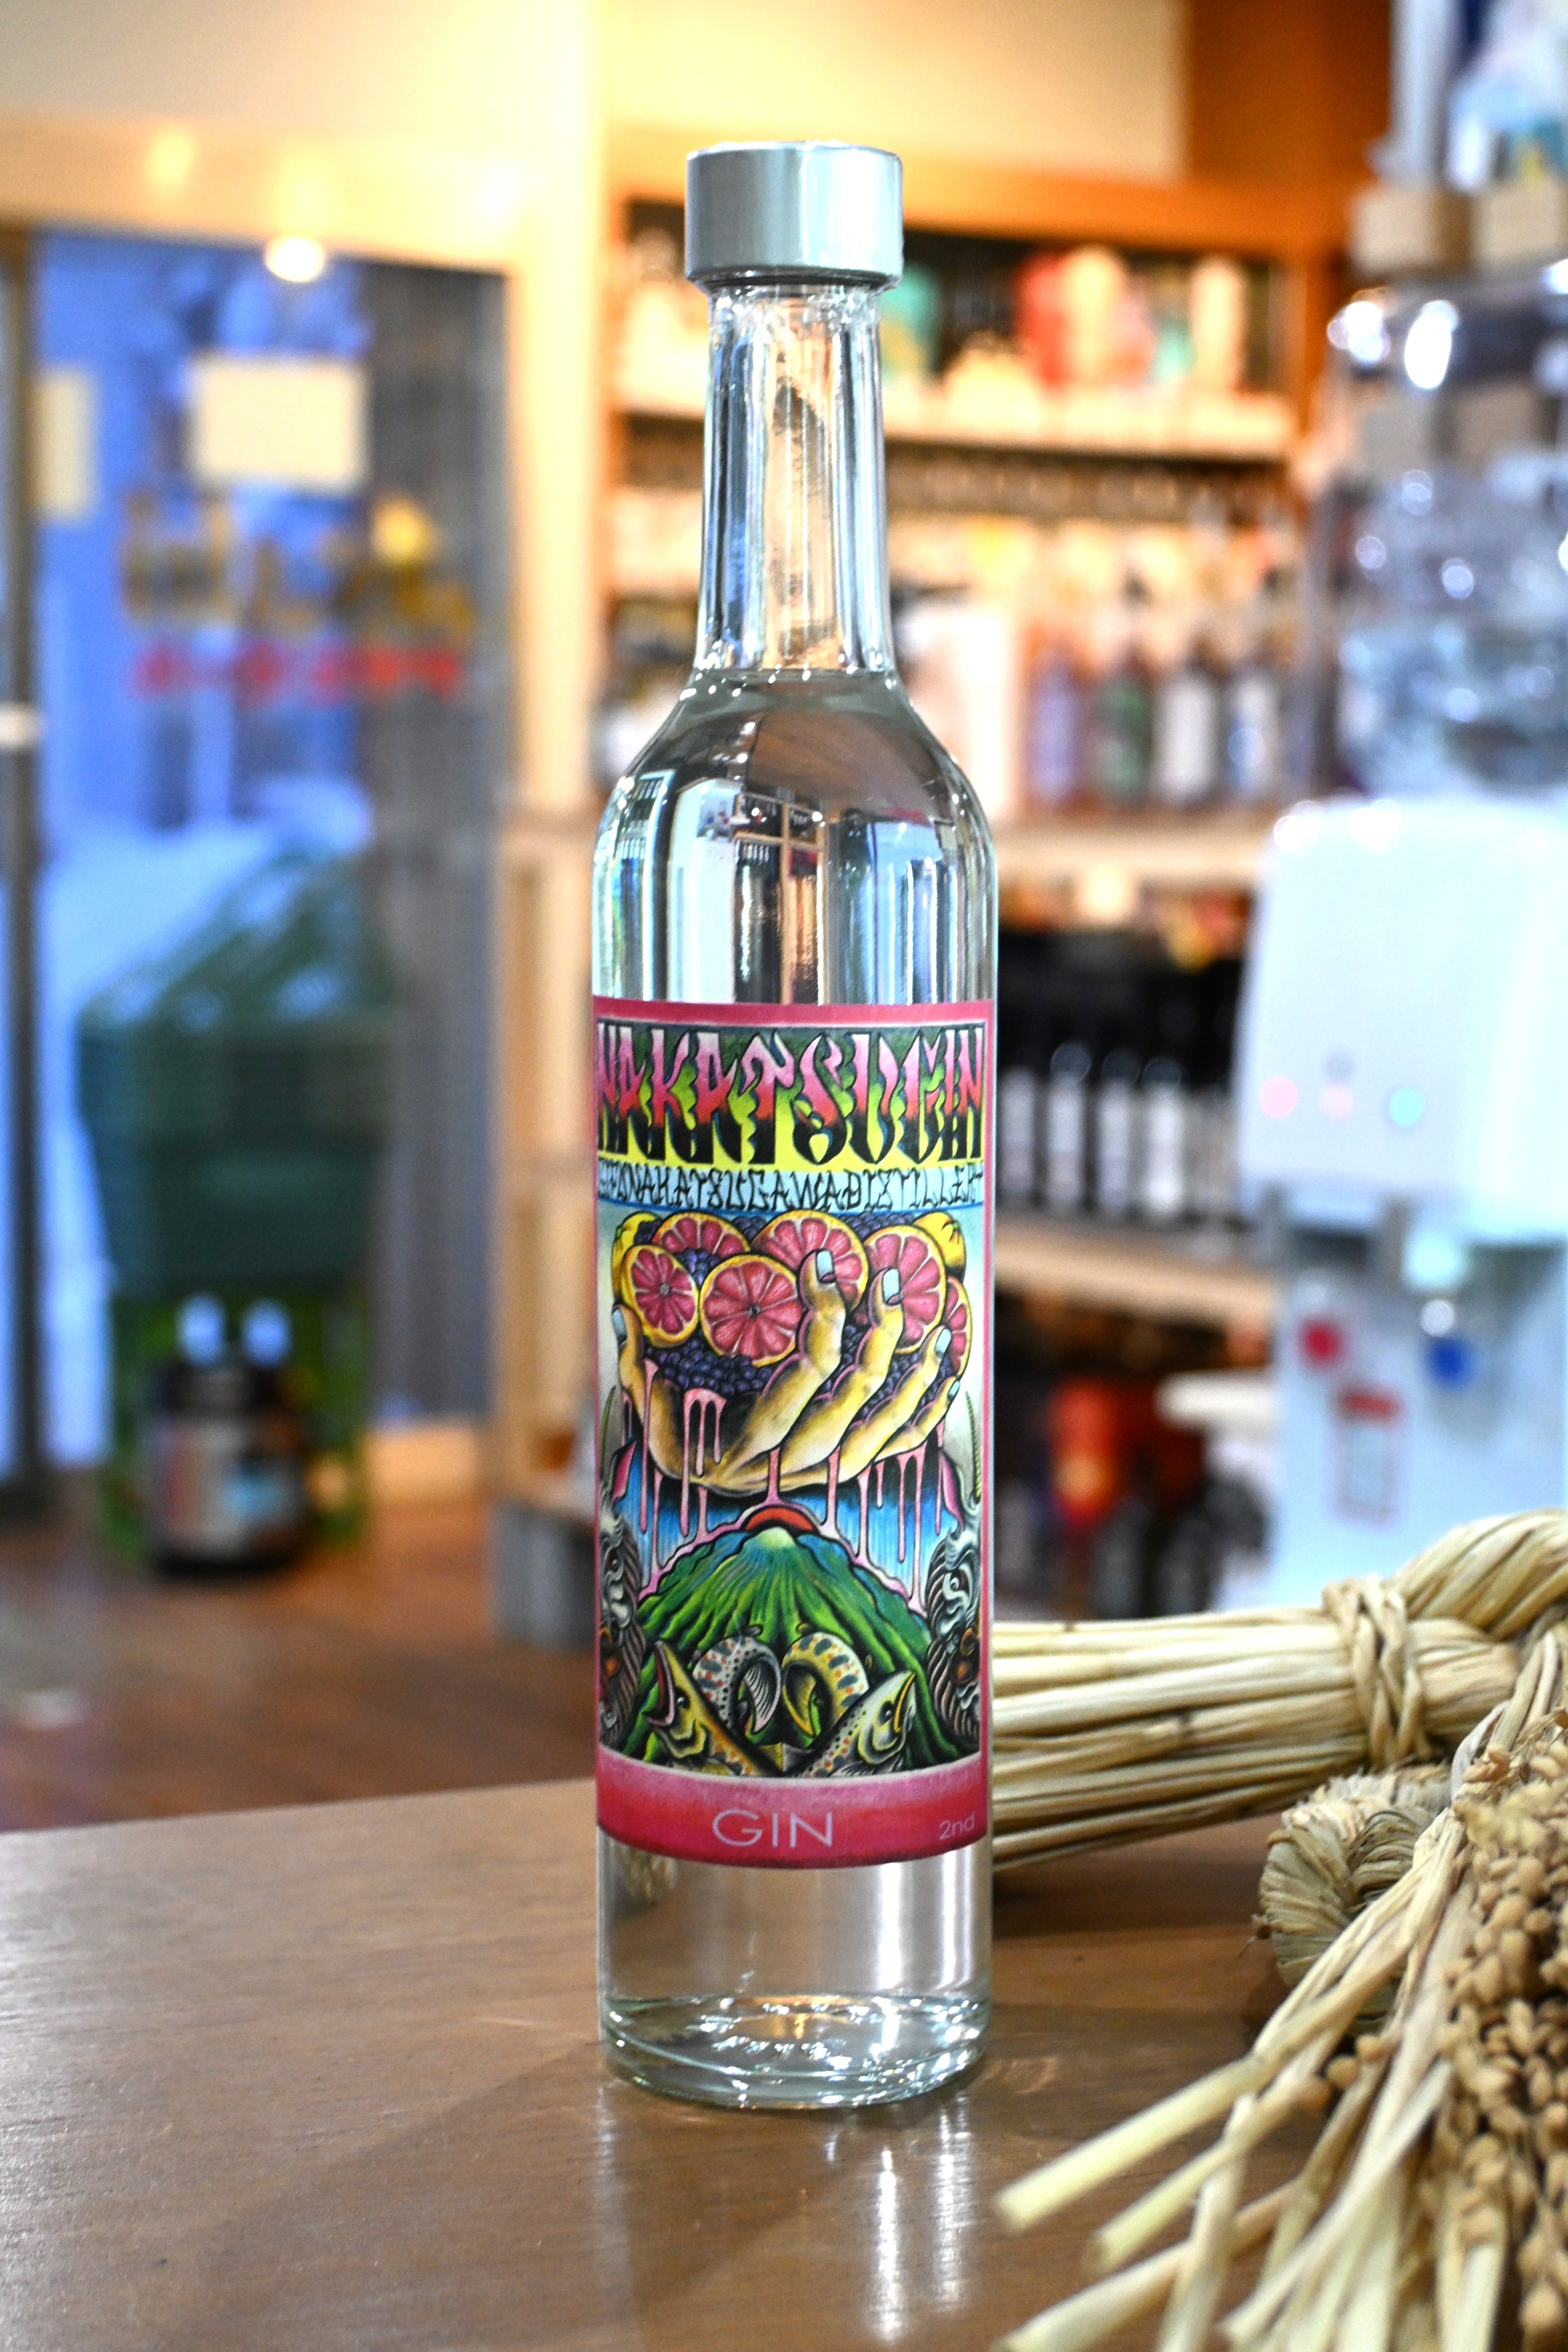 NAKATSUGIN
NAKATSUGAWA DISTILLERY
GIN
2nd